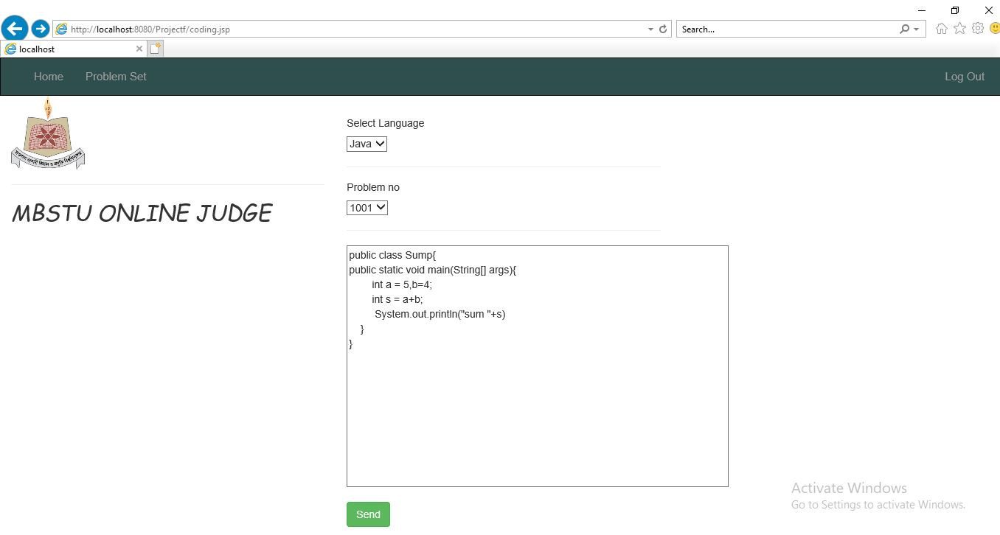 http://localhost:8080/Projectf/coding.jsp
Search...
localhost
Home
Problem Set
Log Out
MBSTU ONLINE JUDGE
Select Language
Java
Problem no
1001
public class Sump{
public static void main(String[] args){
int a = 5,b=4;
int s = a+b;
System.out.println("sum "+s)
}
}
Send
Activate Windows
Go to Settings to activate Windows.